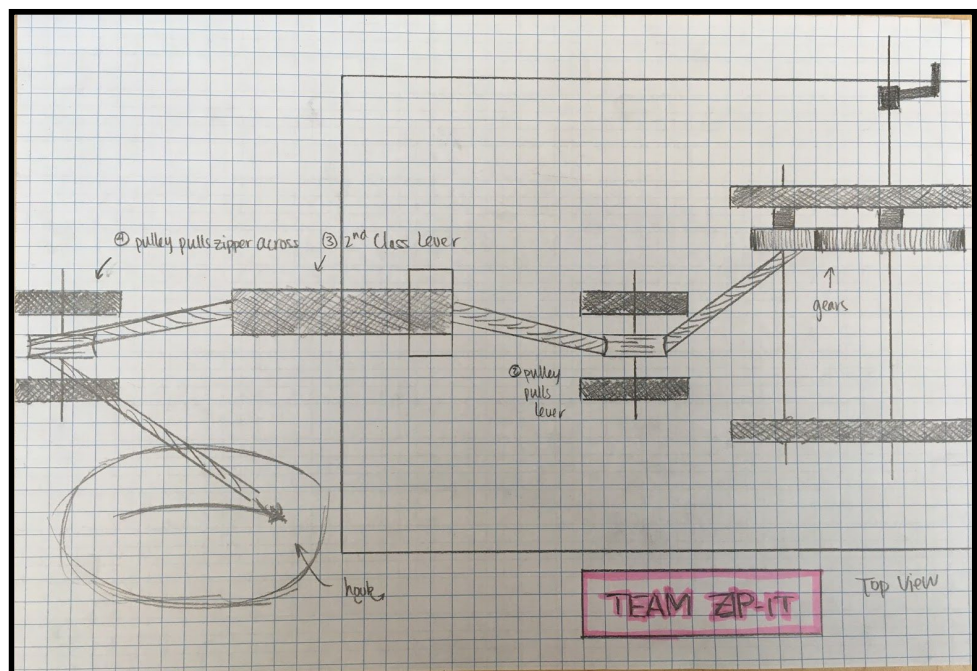 ④ pulley pulls zipper across
③ 2nd Class Lever
gears
② pulley
pulls
lever
hook
TEAM ZIP-IT
Top View